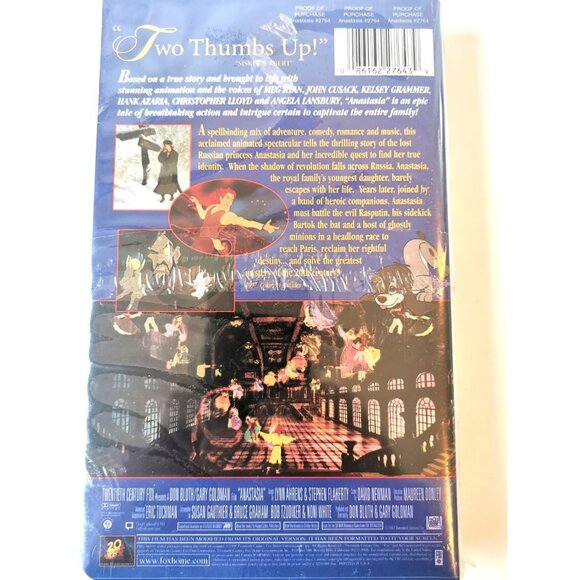 PROOF OF PURCHASE Anastasia #2764
PROOF OF PURCHASE Anastasia #2764
PROOF OF PURCHASE Anastasia #2764
"Two Thumbs Up!"
"SISKEL & EBERT"
0 86162 27643 9
Based on a true story and brought to life with
stunning animation and the voices of MEG RYAN, JOHN CUSACK, KELSEY GRAMMER,
HANK AZARIA, CHRISTOPHER LLOYD and ANGELA LANSBURY, "Anastasia" is an epic
tale of breathtaking action and intrigue certain to captivate the entire family!
A spellbinding mix of adventure, comedy, romance and music, this
acclaimed animated spectacular tells the thrilling story of the lost
Russian princess Anastasia and her incredible quest to find her true
identity. When the shadow of revolution falls across Russia, Anastasia,
the royal family's youngest daughter, barely
escapes with her life. Years later, joined by
a band of heroic companions, Anastasia
must battle the evil Rasputin, his sidekick
Bartok the bat and a host of ghostly
minions in a headlong race to
reach Paris, reclaim her rightful
destiny... and solve the greatest
mystery of the 20th century!
TWENTIETH CENTURY FOX Presents A DON BLUTH/GARY GOLDMAN Film "ANASTASIA" LYNN AHRENS & STEPHEN FLAHERTY DAVID NEWMAN MAUREEN DONLEY
ERIC TUCHMAN SUSAN GAUTHIER & BRUCE GRAHAM BOB TZUDIKER & NONI WHITE DON BLUTH & GARY GOLDMAN
THIS FILM HAS BEEN MODIFIED FROM ITS ORIGINAL VERSION. IT HAS BEEN FORMATTED TO FIT YOUR TV.
www.foxhome.com